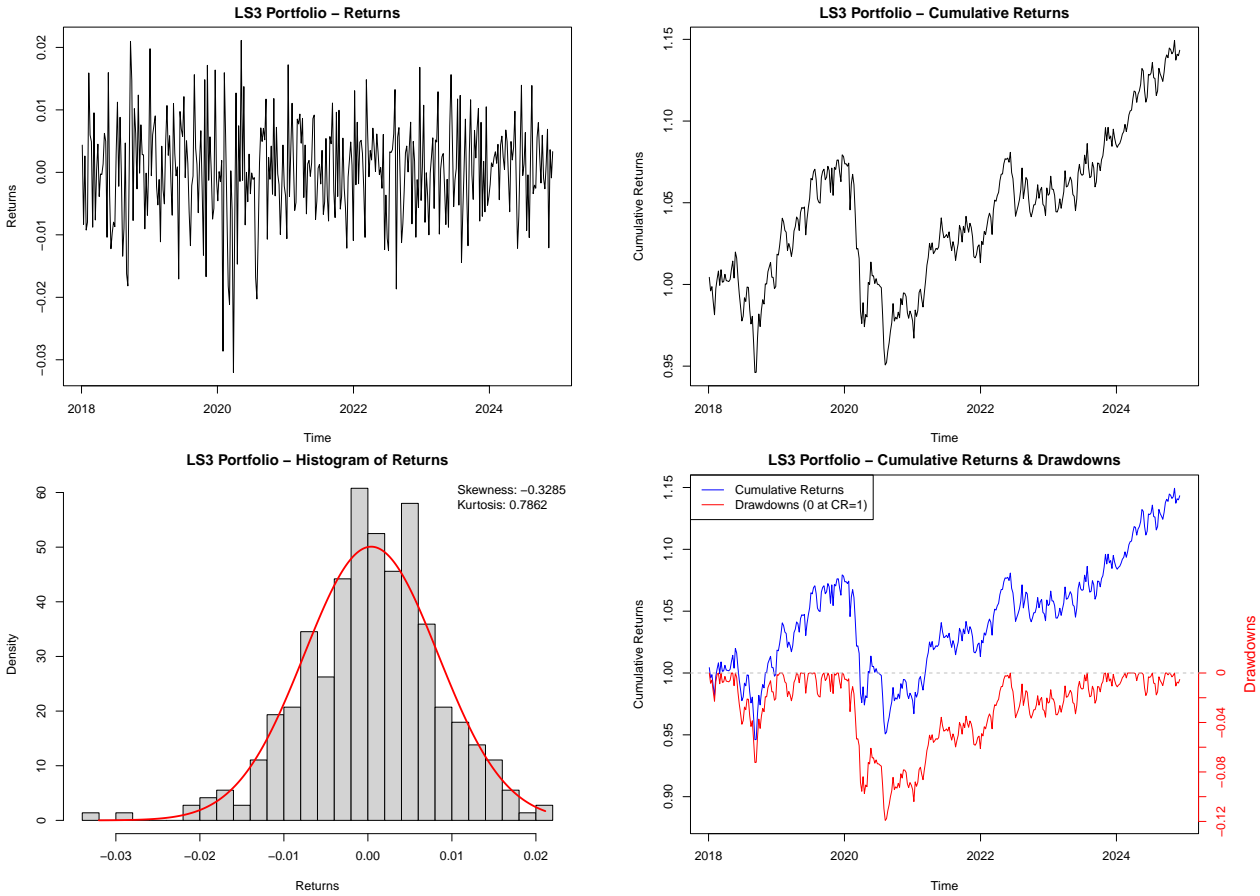 LS3 Portfolio − Returns
0.02
0.01
0.00
−0.01
−0.02
−0.03
Returns
2018
2020
2022
2024
Time
LS3 Portfolio − Cumulative Returns
1.15
1.10
1.05
1.00
0.95
Cumulative Returns
2018
2020
2022
2024
Time
LS3 Portfolio − Histogram of Returns
Skewness: −0.3285
Kurtosis: 0.7862
60
50
40
30
20
10
0
Density
−0.03
−0.02
−0.01
0.00
0.01
0.02
Returns
LS3 Portfolio − Cumulative Returns & Drawdowns
Cumulative Returns
Drawdowns (0 at CR=1)
1.15
1.10
1.05
1.00
0.95
0.90
Cumulative Returns
0
−0.04
−0.08
−0.12
Drawdowns
2018
2020
2022
2024
Time